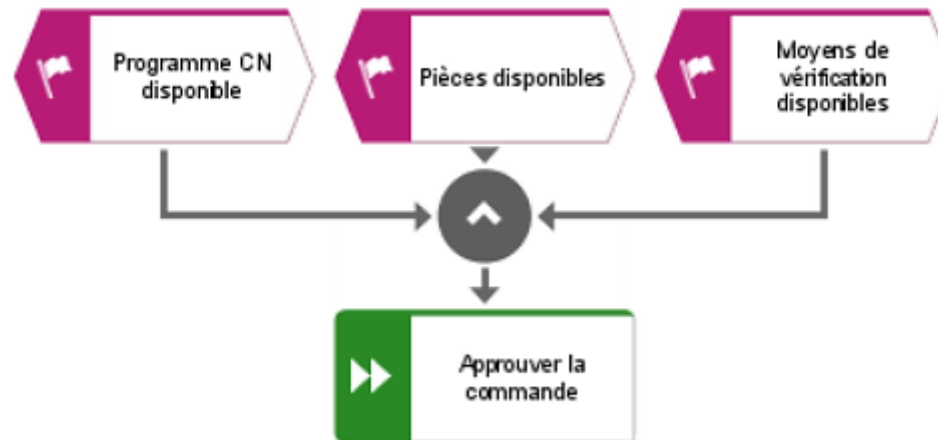 Programme CN
disponible
Pièces disponibles
Moyens de
vérification
disponibles
Approuver la
commande